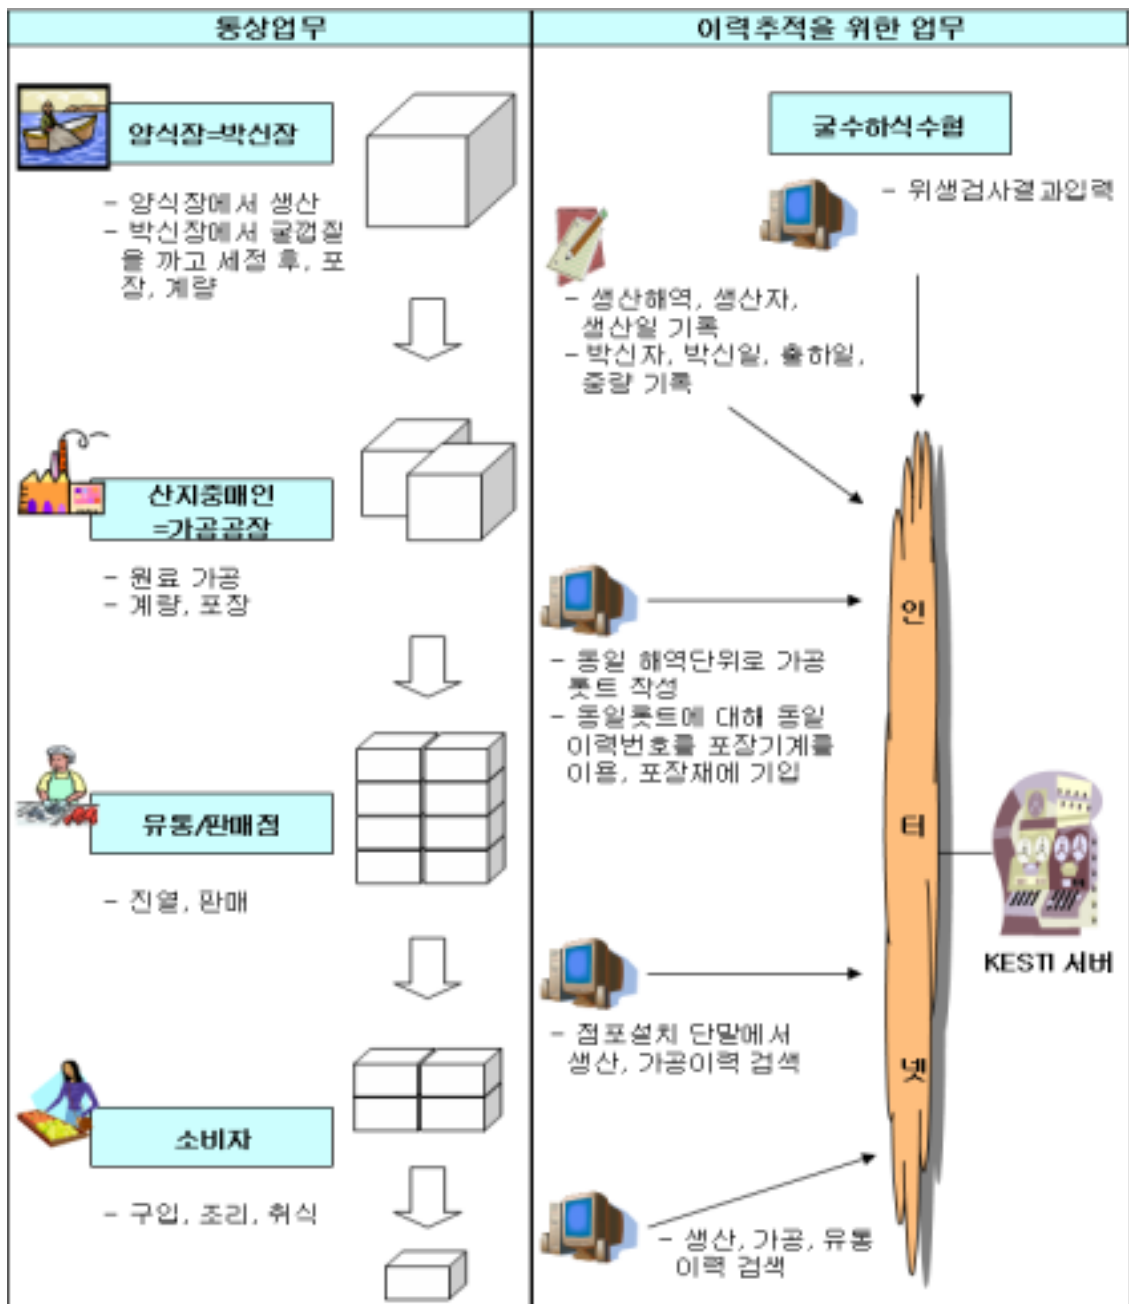 통상업무
이력추적을 위한 업무
양식장=박신장
- 양식장에서 생산
- 박신장에서 굴껍질
을 까고 세정 후, 포
장, 계량
굴수하식수협
- 위생검사결과입력
- 생산해역, 생산자,
생산일 기록
- 박신자, 박신일, 출하일,
중량 기록
산지중매인
=가공공장
- 원료 가공
- 계량, 포장
- 동일 해역단위로 가공
롯트 작성
- 동일롯트에 대해 동일
이력번호를 포장기계를
이용, 포장재에 기입
유통/판매점
- 진열, 판매
- 점포설치 단말에서
생산, 가공이력 검색
소비자
- 구입, 조리, 취식
- 생산, 가공, 유통
이력 검색
인
터
넷
KESTI 서버